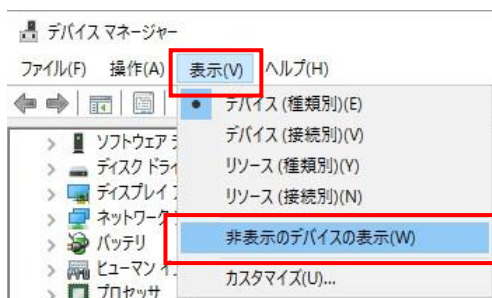 デバイス マネージャー
ファイル(F) 操作(A) 表示(V) ヘルプ(H)
デバイス (種類別)(E)
デバイス (接続別)(V)
リソース (種類別)(Y)
リソース (接続別)(N)
非表示のデバイスの表示(W)
カスタマイズ(U)...
ソフトウェア
ディスク
ディスプレイ
ネットワーク
バッテリ
ヒューマン
プロセッサ